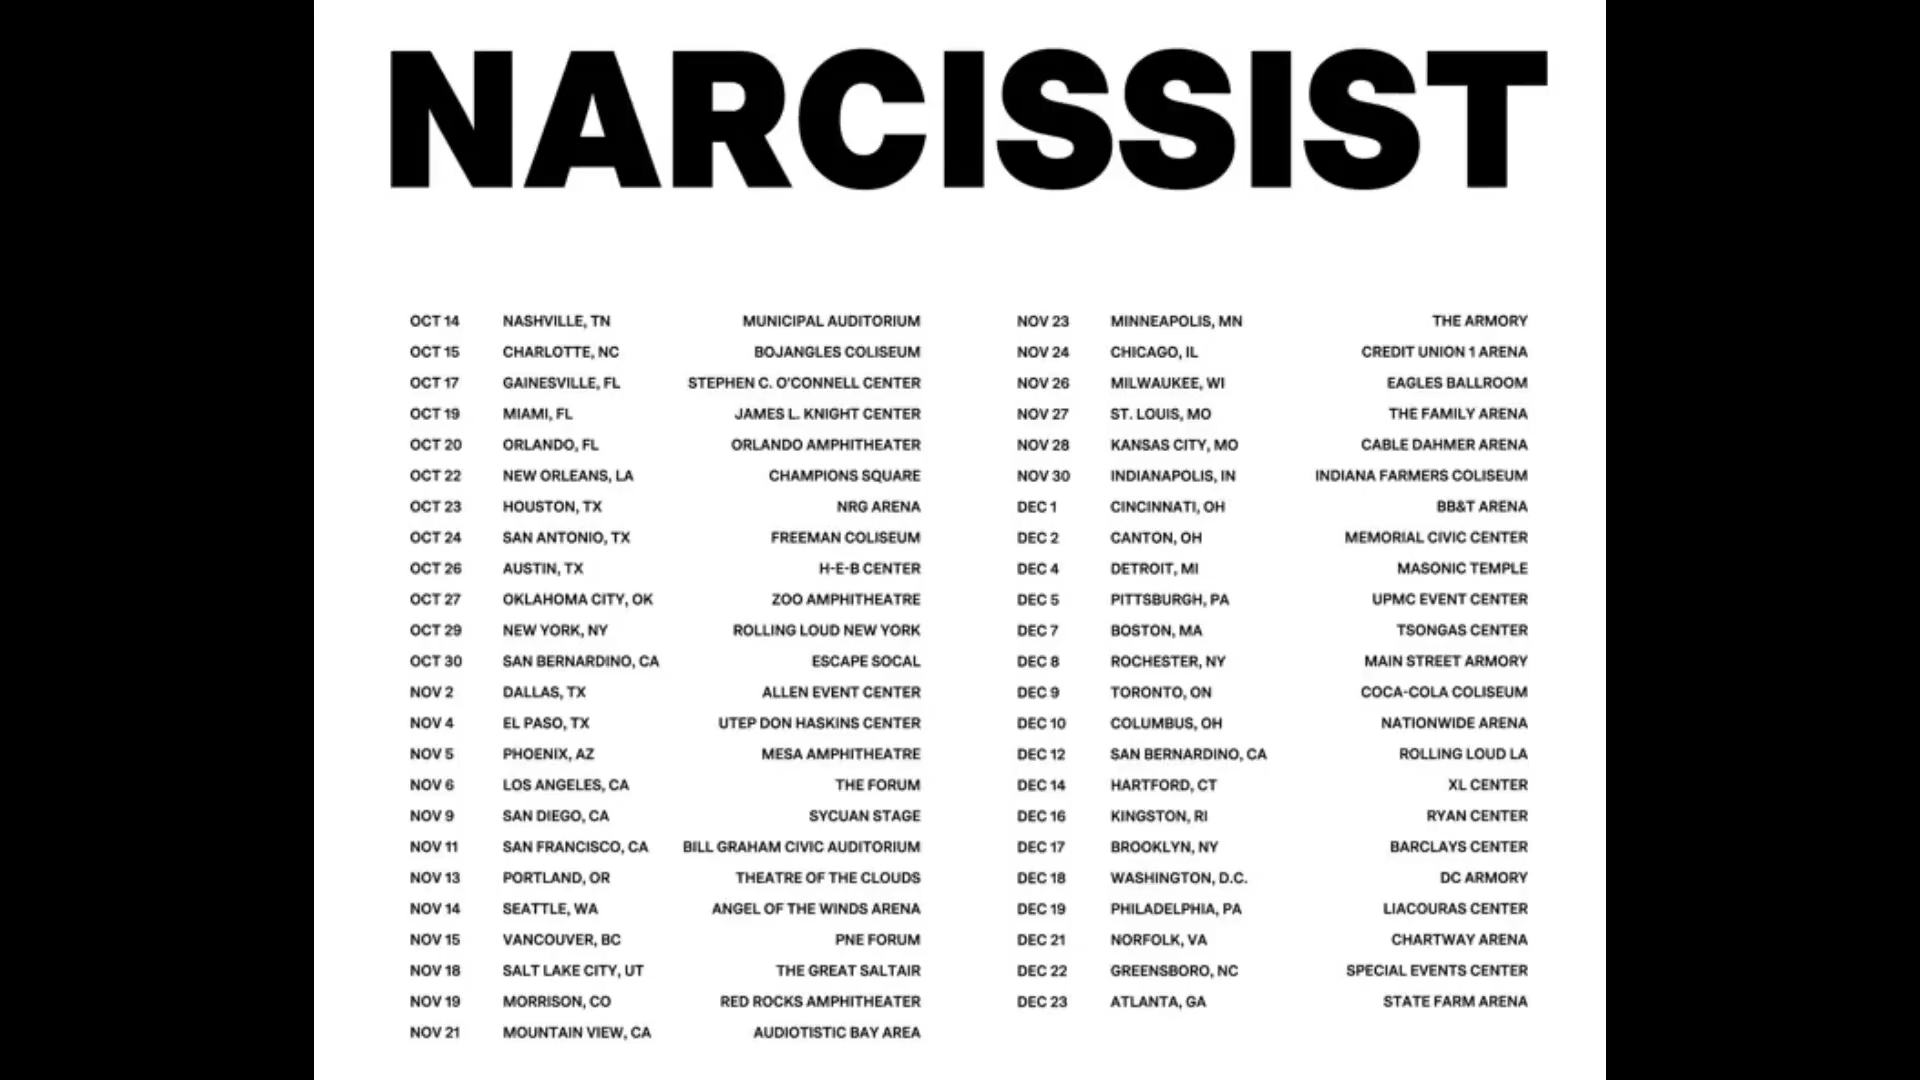 NARCISSIST
OCT 14 NASHVILLE, TN MUNICIPAL AUDITORIUM
OCT 15 CHARLOTTE, NC BOJANGLES COLISEUM
OCT 17 GAINESVILLE, FL STEPHEN C. O'CONNELL CENTER
OCT 19 MIAMI, FL JAMES L. KNIGHT CENTER
OCT 20 ORLANDO, FL ORLANDO AMPHITHEATER
OCT 22 NEW ORLEANS, LA CHAMPIONS SQUARE
OCT 23 HOUSTON, TX NRG ARENA
OCT 24 SAN ANTONIO, TX FREEMAN COLISEUM
OCT 26 AUSTIN, TX H-E-B CENTER
OCT 27 OKLAHOMA CITY, OK ZOO AMPHITHEATRE
OCT 29 NEW YORK, NY ROLLING LOUD NEW YORK
OCT 30 SAN BERNARDINO, CA ESCAPE SOCAL
NOV 2 DALLAS, TX ALLEN EVENT CENTER
NOV 4 EL PASO, TX UTEP DON HASKINS CENTER
NOV 5 PHOENIX, AZ MESA AMPHITHEATRE
NOV 6 LOS ANGELES, CA THE FORUM
NOV 9 SAN DIEGO, CA SYCUAN STAGE
NOV 11 SAN FRANCISCO, CA BILL GRAHAM CIVIC AUDITORIUM
NOV 13 PORTLAND, OR THEATRE OF THE CLOUDS
NOV 14 SEATTLE, WA ANGEL OF THE WINDS ARENA
NOV 15 VANCOUVER, BC PNE FORUM
NOV 18 SALT LAKE CITY, UT THE GREAT SALTAIR
NOV 19 MORRISON, CO RED ROCKS AMPHITHEATER
NOV 21 MOUNTAIN VIEW, CA AUDIOTISTIC BAY AREA
NOV 23 MINNEAPOLIS, MN THE ARMORY
NOV 24 CHICAGO, IL CREDIT UNION 1 ARENA
NOV 26 MILWAUKEE, WI EAGLES BALLROOM
NOV 27 ST. LOUIS, MO THE FAMILY ARENA
NOV 28 KANSAS CITY, MO CABLE DAHMER ARENA
NOV 30 INDIANAPOLIS, IN INDIANA FARMERS COLISEUM
DEC 1 CINCINNATI, OH BB&T ARENA
DEC 2 CANTON, OH MEMORIAL CIVIC CENTER
DEC 4 DETROIT, MI MASONIC TEMPLE
DEC 5 PITTSBURGH, PA UPMC EVENT CENTER
DEC 7 BOSTON, MA TSONGAS CENTER
DEC 8 ROCHESTER, NY MAIN STREET ARMORY
DEC 9 TORONTO, ON COCA-COLA COLISEUM
DEC 10 COLUMBUS, OH NATIONWIDE ARENA
DEC 12 SAN BERNARDINO, CA ROLLING LOUD LA
DEC 14 HARTFORD, CT XL CENTER
DEC 16 KINGSTON, RI RYAN CENTER
DEC 17 BROOKLYN, NY BARCLAYS CENTER
DEC 18 WASHINGTON, D.C. DC ARMORY
DEC 19 PHILADELPHIA, PA LIACOURAS CENTER
DEC 21 NORFOLK, VA CHARTWAY ARENA
DEC 22 GREENSBORO, NC SPECIAL EVENTS CENTER
DEC 23 ATLANTA, GA STATE FARM ARENA